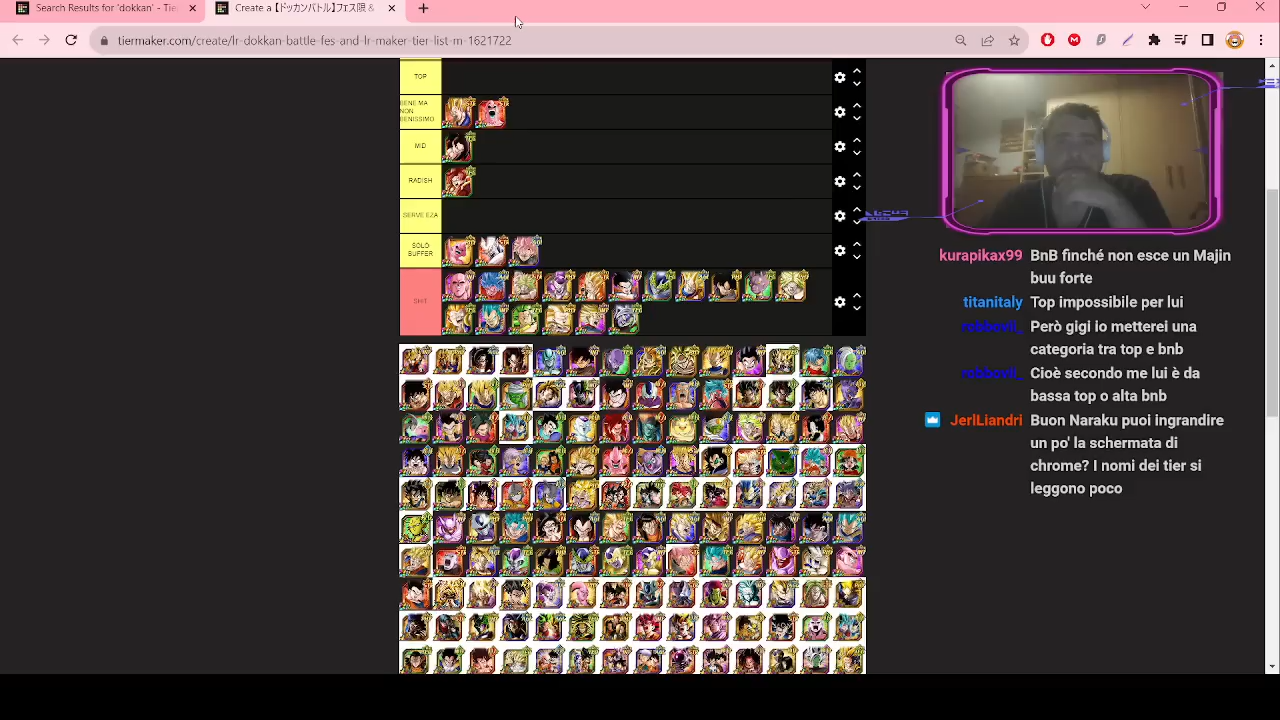 Search Results for 'dokkan' - Tie
Create a 【ドッカンバトル】フェス限 &
tiermaker.com/create/lr-dokkan-battle-fes-and-lr-maker-tier-list-m-1621722
TOP
BENE MA
NON
BENISSIMO
MID
RADISH
SERVE EZA
SOLO
BUFFER
SHIT
kurapikax99 BnB finché non esce un Majin
buu forte
titanitaly Top impossibile per lui
robbovii_ Però gigi io metterei una
categoria tra top e bnb
robbovii_ Cioè secondo me lui è da
bassa top o alta bnb
JerlLiandri Buon Naraku puoi ingrandire
un po' la schermata di
chrome? I nomi dei tier si
leggono poco